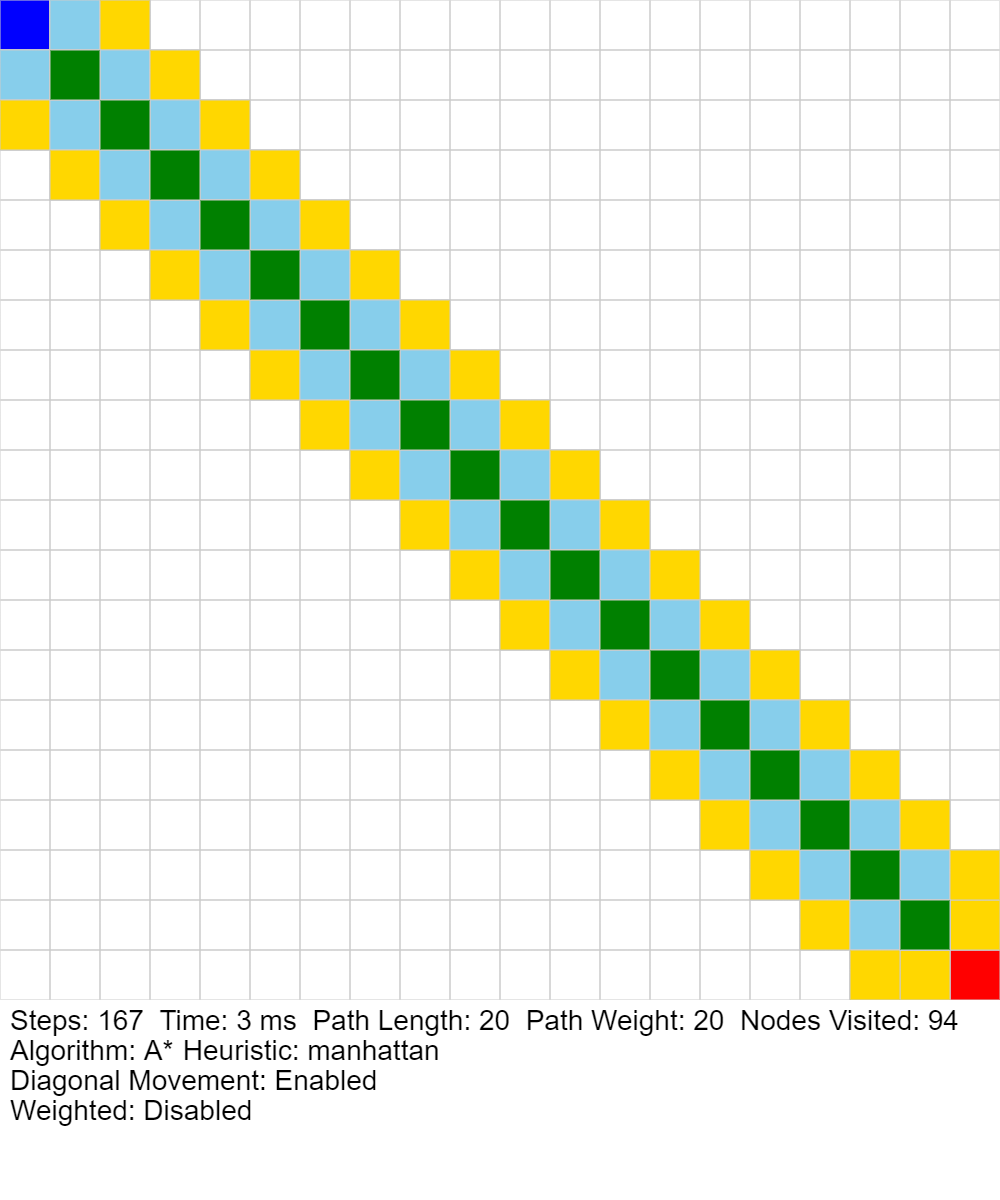 Steps: 167  Time: 3 ms  Path Length: 20  Path Weight: 20  Nodes Visited: 94
Algorithm: A* Heuristic: manhattan
Diagonal Movement: Enabled
Weighted: Disabled